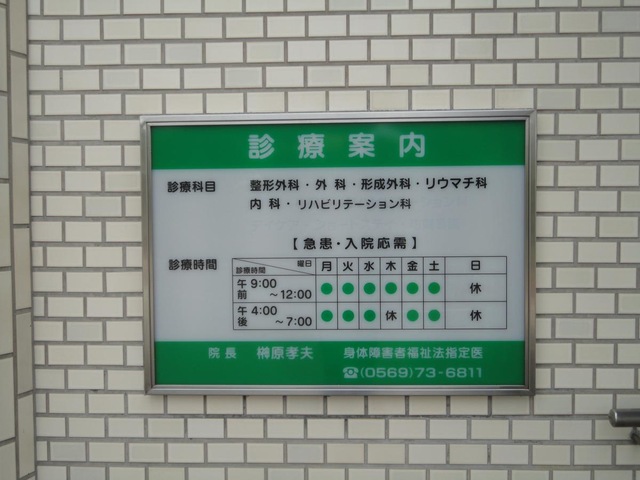 診療案内
診療科目 整形外科・外科・形成外科・リウマチ科
内科・リハビリテーション科
【急患・入院応需】
診療時間 診療時間 曜日 月 火 水 木 金 土 日
午前 9:00～12:00 ● ● ● ● ● ● 休
午後 4:00～7:00 ● ● ● 休 ● ● 休
院長 榊原孝夫 身体障害者福祉法指定医
☎(0569)73-6811